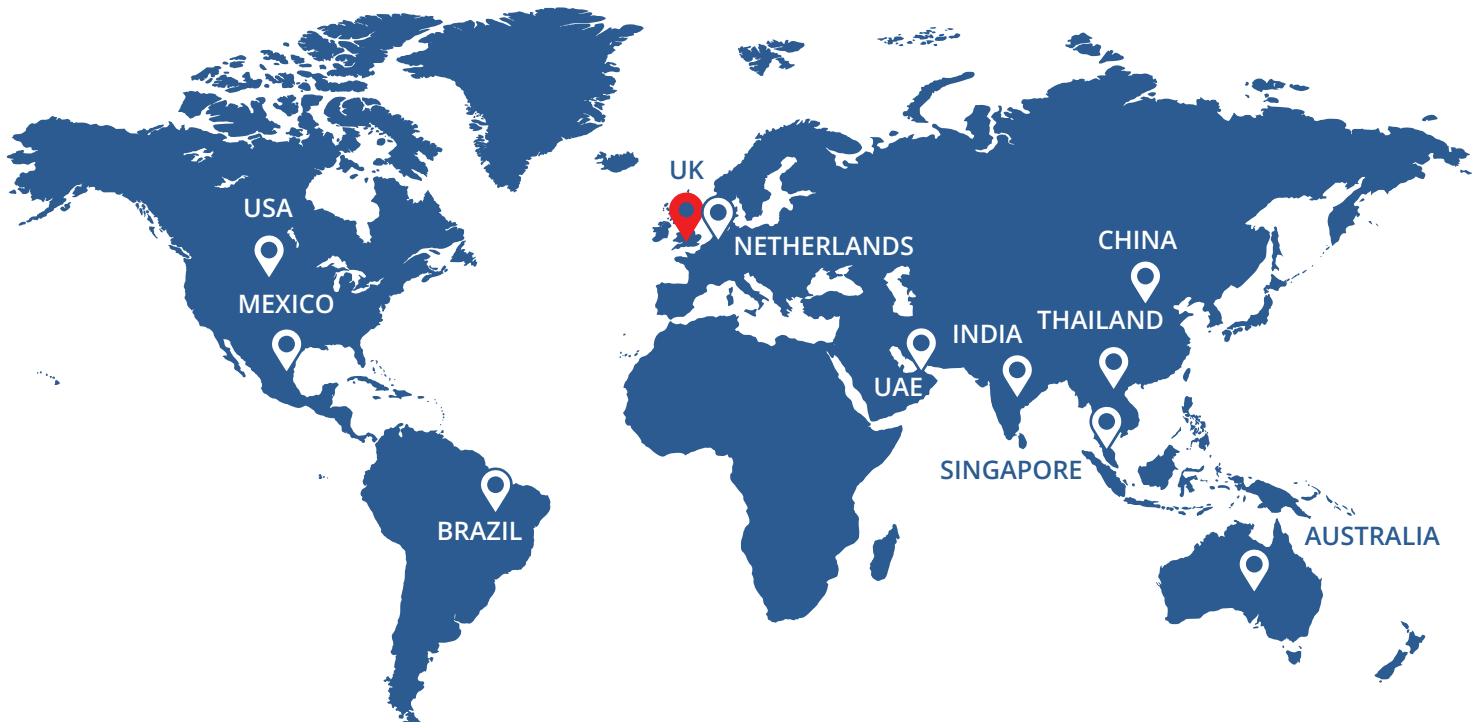 UK
USA
NETHERLANDS
CHINA
MEXICO
THAILAND
INDIA
UAE
SINGAPORE
BRAZIL
AUSTRALIA